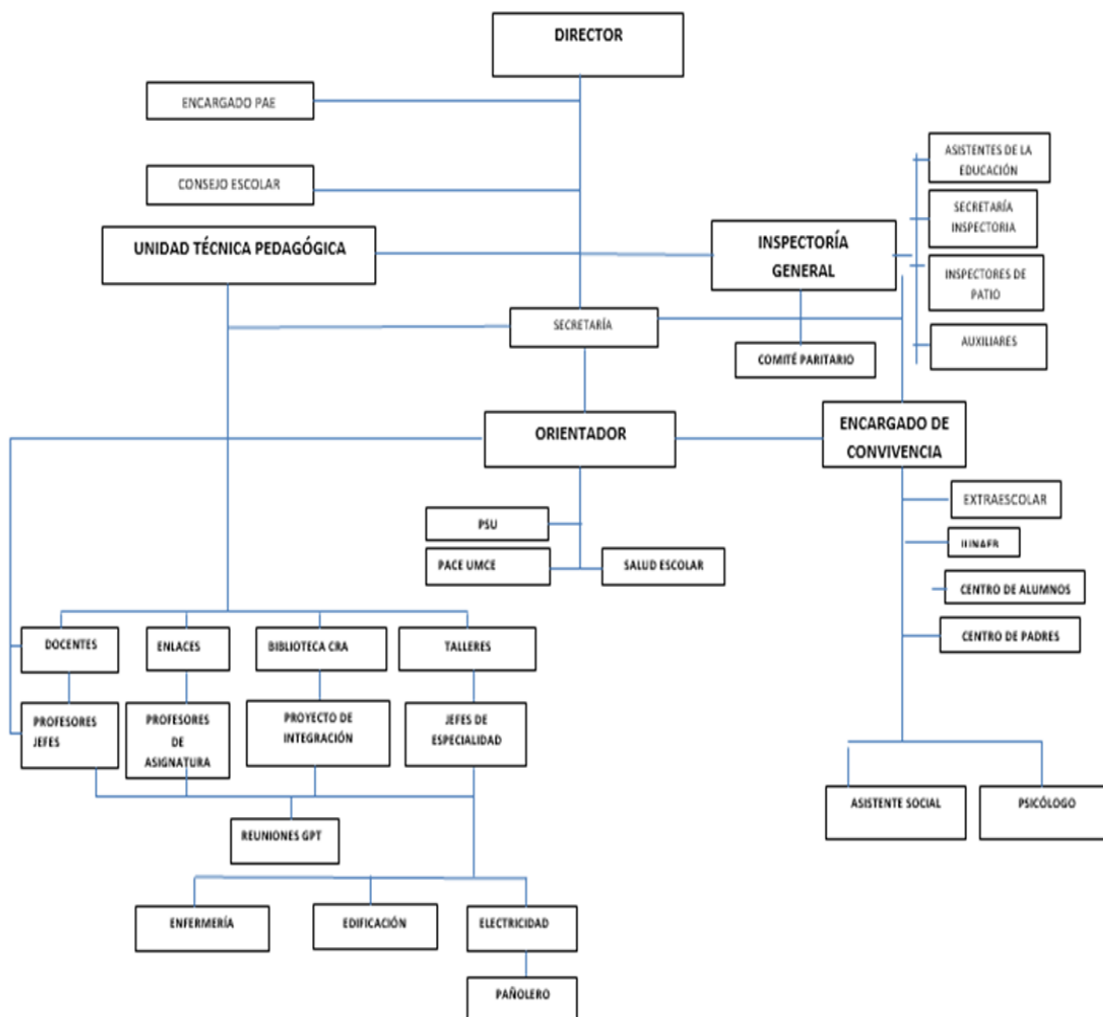 DIRECTOR
ENCARGADO PAE
CONSEJO ESCOLAR
ASISTENTES DE LA
EDUCACIÓN
SECRETARÍA
INSPECTORIA
UNIDAD TÉCNICA PEDAGÓGICA
INSPECTORÍA
GENERAL
INSPECTORES DE
PATIO
SECRETARÍA
AUXILIARES
COMITÉ PARITARIO
ORIENTADOR
ENCARGADO DE
CONVIVENCIA
EXTRAESCOLAR
PSU
JUNAEB
PACE UMCE
SALUD ESCOLAR
CENTRO DE ALUMNOS
CENTRO DE PADRES
DOCENTES
ENLACES
BIBLIOTECA CRA
TALLERES
PROFESORES
JEFES
PROFESORES
DE
ASIGNATURA
PROYECTO DE
INTEGRACIÓN
JEFES DE
ESPECIALIDAD
ASISTENTE SOCIAL
PSICÓLOGO
REUNIONES GPT
ENFERMERÍA
EDIFICACIÓN
ELECTRICIDAD
PAÑOLERO